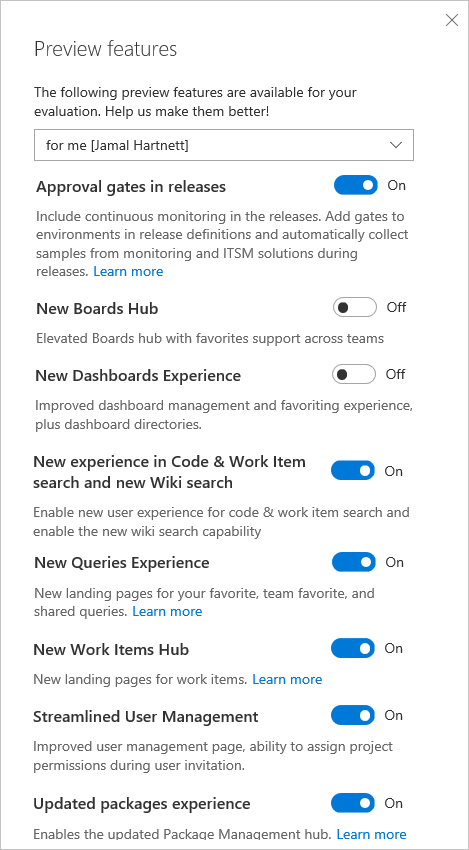 Preview features
The following preview features are available for your
evaluation. Help us make them better!
for me [Jamal Hartnett]
Approval gates in releases On
Include continuous monitoring in the releases. Add gates to
environments in release definitions and automatically collect
samples from monitoring and ITSM solutions during
releases. Learn more
New Boards Hub Off
Elevated Boards hub with favorites support across teams
New Dashboards Experience Off
Improved dashboard management and favoriting experience,
plus dashboard directories.
New experience in Code & Work Item
search and new Wiki search On
Enable new user experience for code & work item search and
enable the new wiki search capability
New Queries Experience On
New landing pages for your favorite, team favorite, and
shared queries. Learn more
New Work Items Hub On
New landing pages for work items. Learn more
Streamlined User Management On
Improved user management page, ability to assign project
permissions during user invitation.
Updated packages experience On
Enables the updated Package Management hub. Learn more